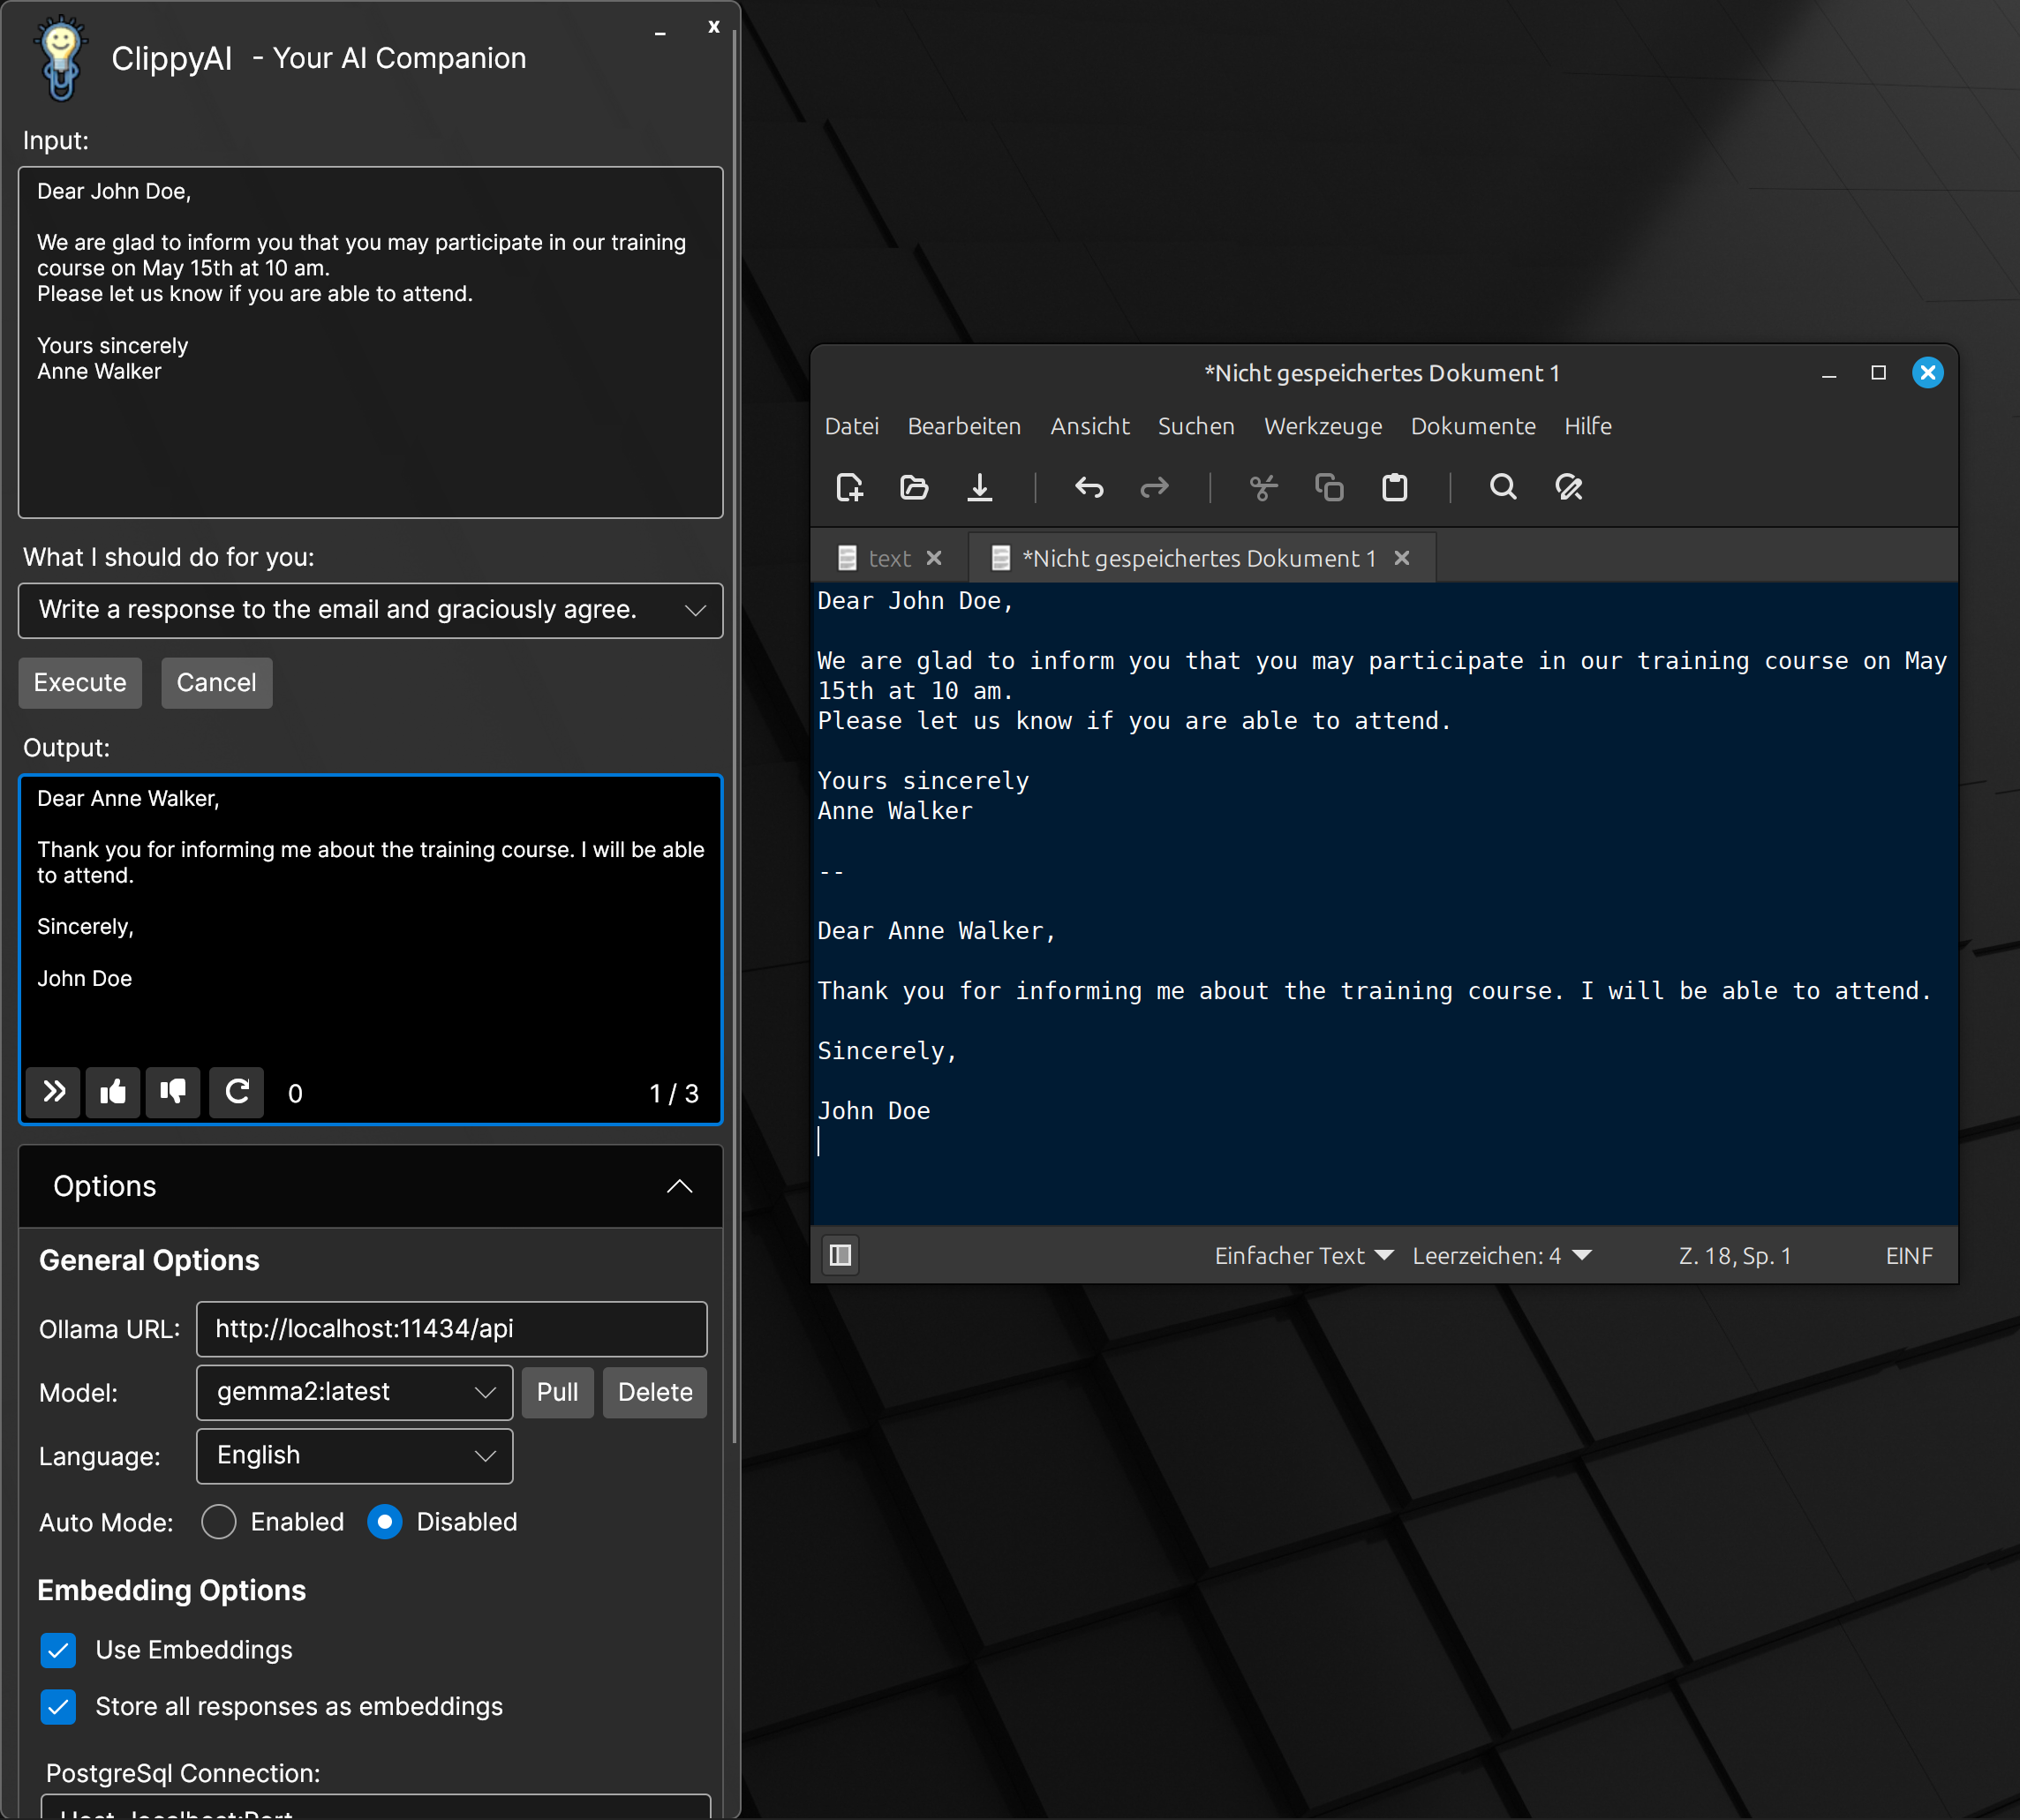 ClippyAI - Your AI Companion
Input:
Dear John Doe,
We are glad to inform you that you may participate in our training
course on May 15th at 10 am.
Please let us know if you are able to attend.
Yours sincerely
Anne Walker
What I should do for you:
Write a response to the email and graciously agree.
Execute Cancel
Output:
Dear Anne Walker,
Thank you for informing me about the training course. I will be able
to attend.
Sincerely,
John Doe
0 1 / 3
Options
General Options
Ollama URL: http://localhost:11434/api
Model: gemma2:latest Pull Delete
Language: English
Auto Mode: Enabled Disabled
Embedding Options
Use Embeddings
Store all responses as embeddings
PostgreSql Connection:
*Nicht gespeichertes Dokument 1
Datei Bearbeiten Ansicht Suchen Werkzeuge Dokumente Hilfe
text *Nicht gespeichertes Dokument 1
Dear John Doe,
We are glad to inform you that you may participate in our training course on May
15th at 10 am.
Please let us know if you are able to attend.
Yours sincerely
Anne Walker
--
Dear Anne Walker,
Thank you for informing me about the training course. I will be able to attend.
Sincerely,
John Doe
Einfacher Text Leerzeichen: 4 Z. 18, Sp. 1 EINF